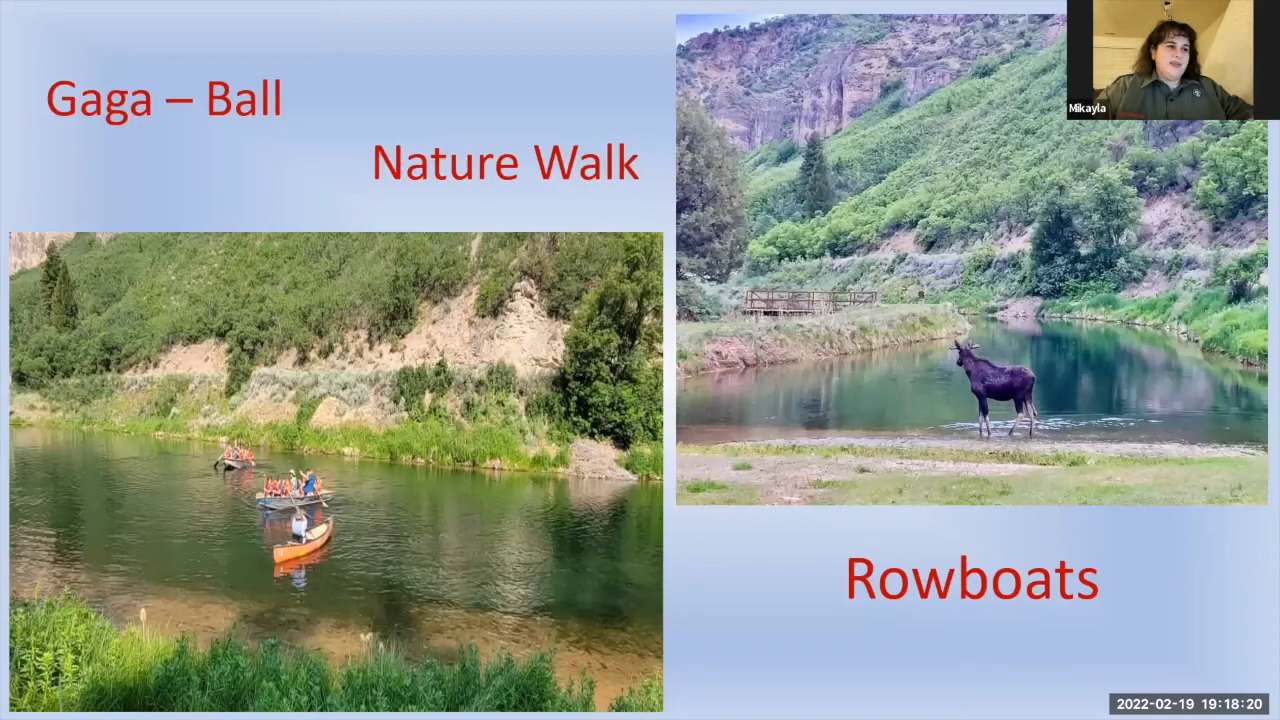 Gaga – Ball
Nature Walk
Mikayla
Rowboats
2022-02-19 19:18:20